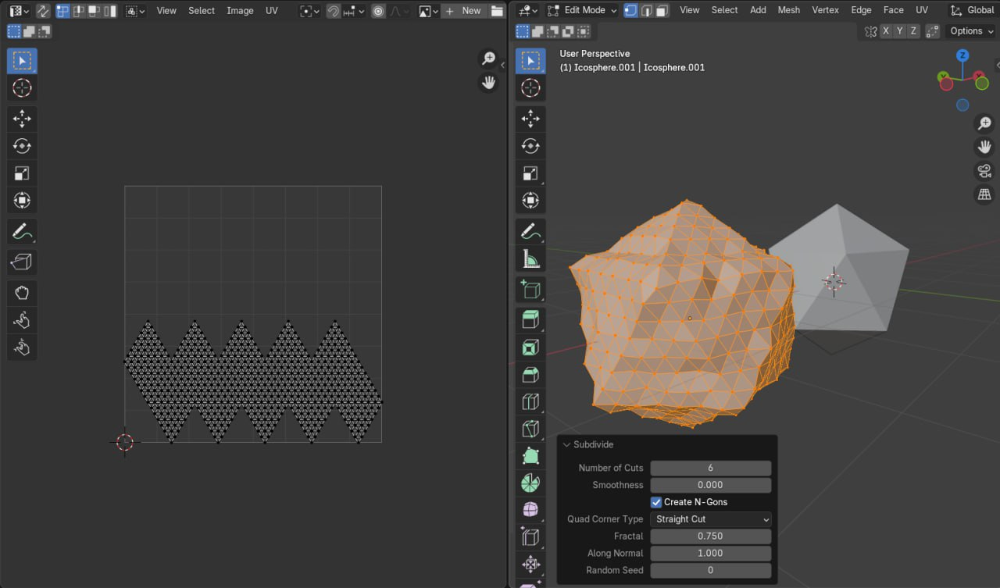 View Select Image UV New
Edit Mode View Select Add Mesh Vertex Edge Face UV Global
X Y Z Options
User Perspective
(1) Icosphere.001 | Icosphere.001
Z
Y X
Subdivide
Number of Cuts 6
Smoothness 0.000
Create N-Gons
Quad Corner Type Straight Cut
Fractal 0.750
Along Normal 1.000
Random Seed 0